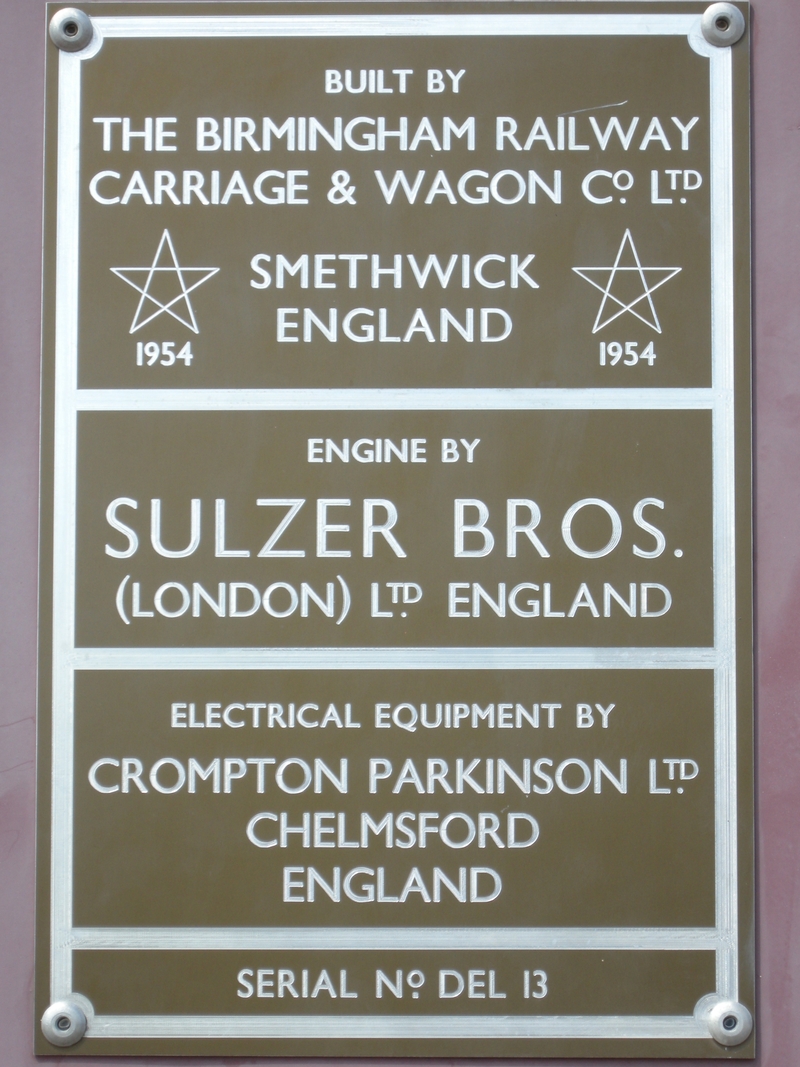 BUILT BY
THE BIRMINGHAM RAILWAY
CARRIAGE & WAGON Cº. LTD.
SMETHWICK
ENGLAND
1954 1954
ENGINE BY
SULZER BROS.
(LONDON) LTD. ENGLAND
ELECTRICAL EQUIPMENT BY
CROMPTON PARKINSON LTD.
CHELMSFORD
ENGLAND
SERIAL Nº. DEL 13